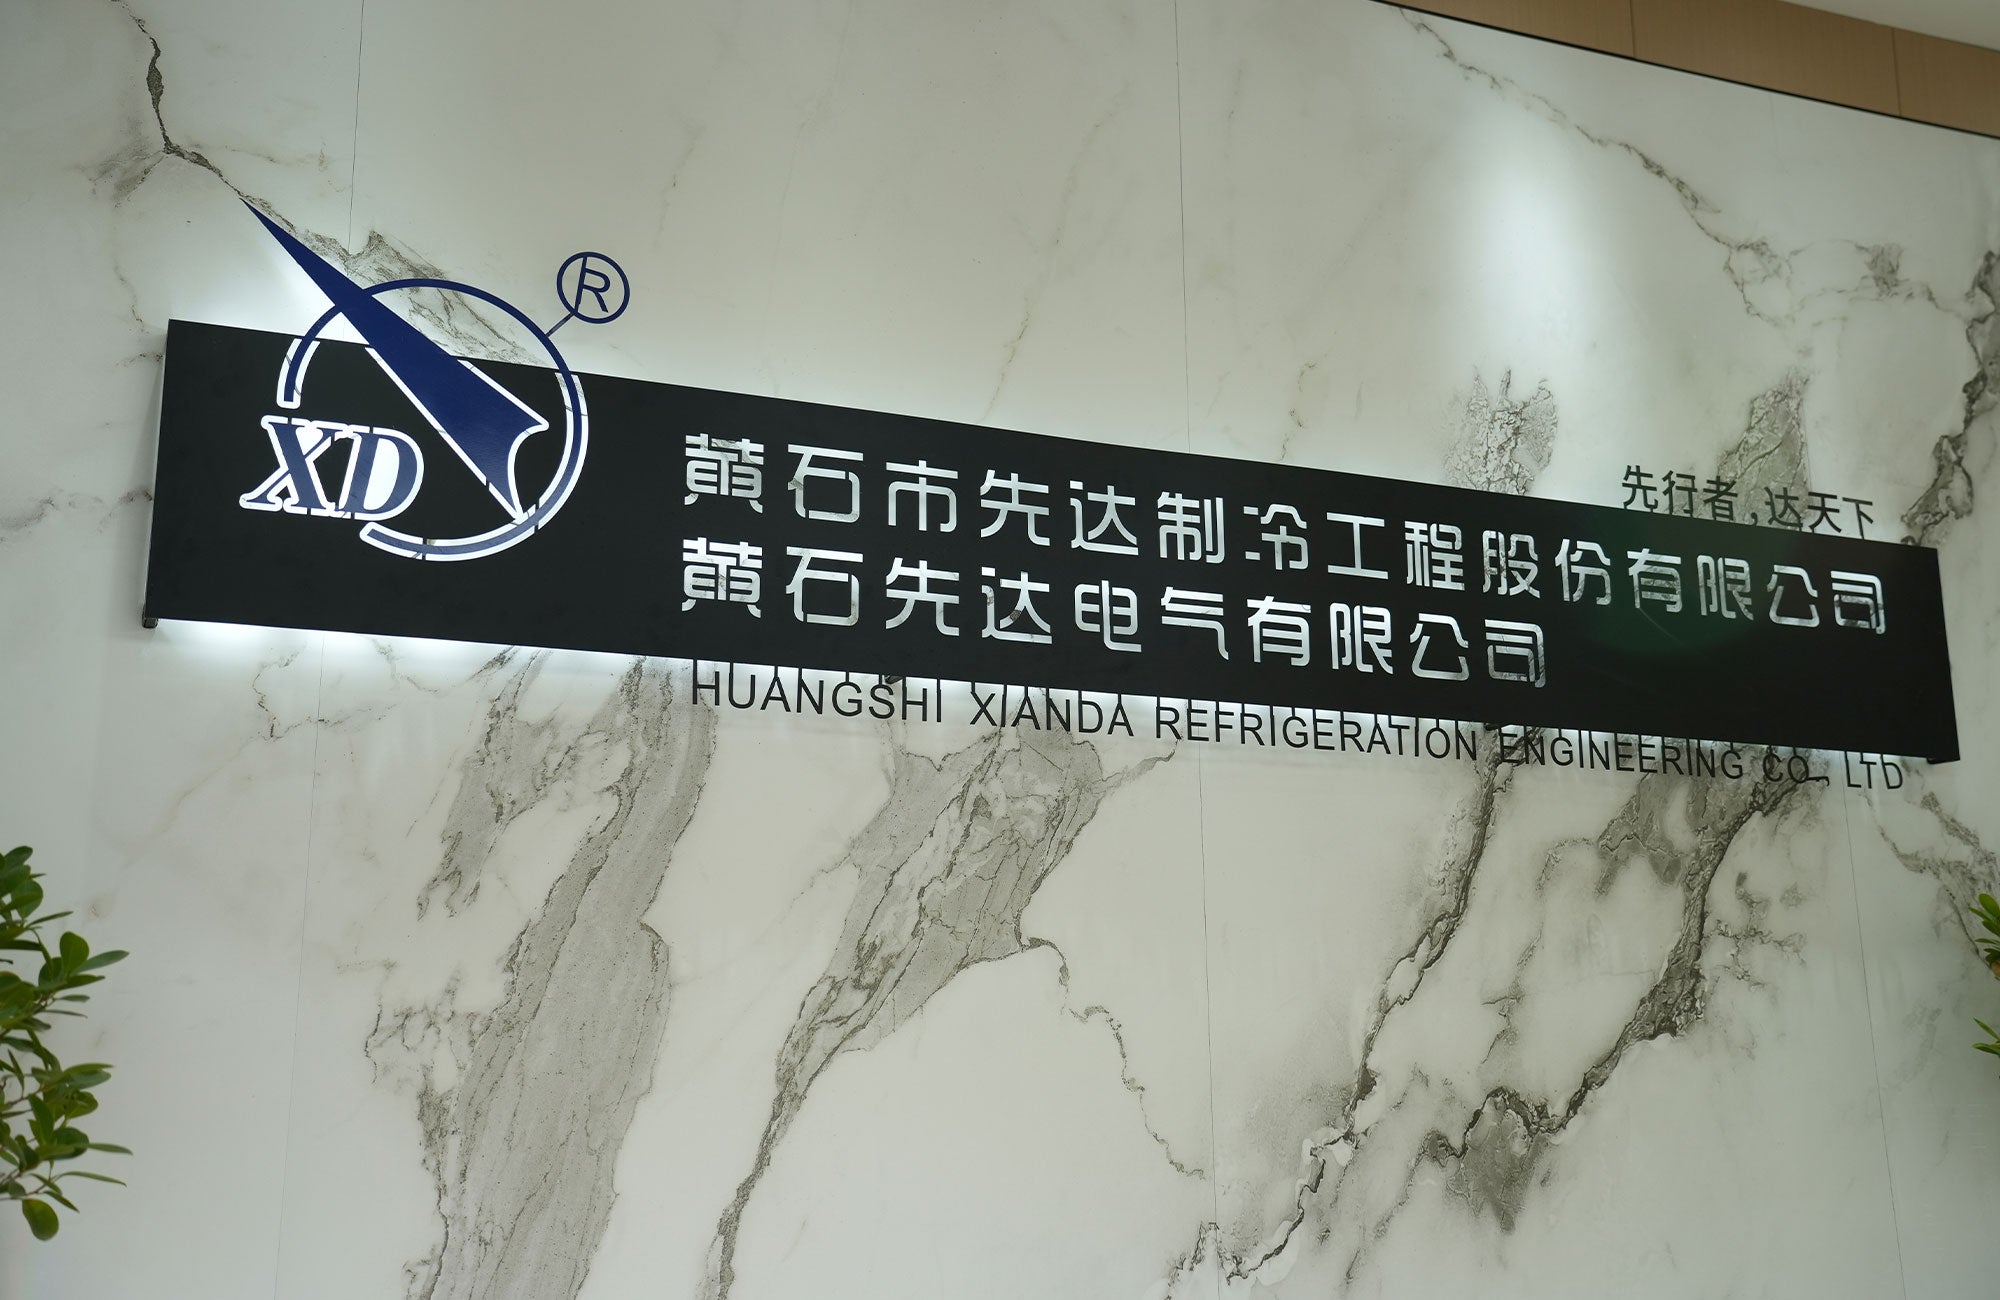 ®
XD
先行者,达天下
黄石市先达制冷工程股份有限公司
黄石先达电气有限公司
HUANGSHI XIANDA REFRIGERATION ENGINEERING CO., LTD